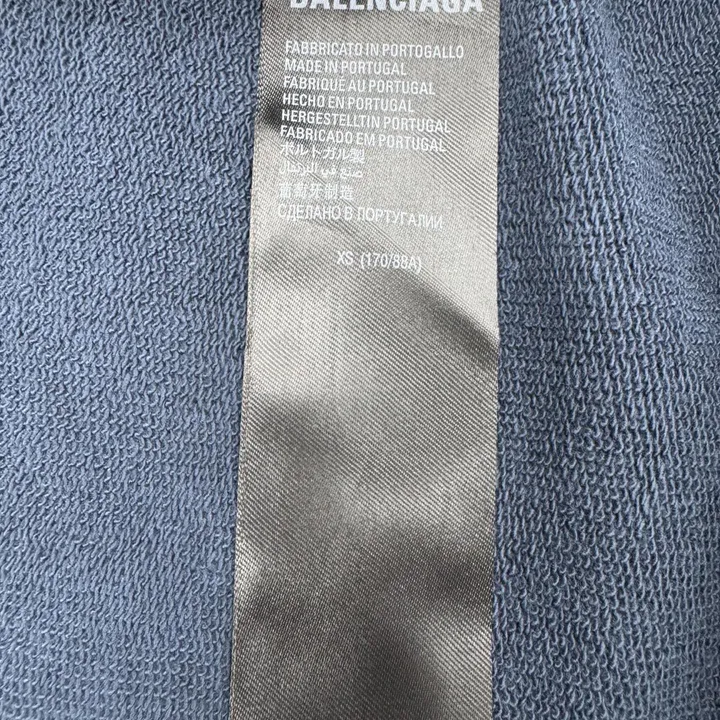 BALENCIAGA
FABBRICATO IN PORTOGALLO
MADE IN PORTUGAL
FABRIQUÉ AU PORTUGAL
HECHO EN PORTUGAL
HERGESTELLT IN PORTUGAL
FABRICADO EM PORTUGAL
ポルトガル製
صنع في البرتغال
葡萄牙制造
СДЕЛАНО В ПОРТУГАЛИИ
XS (170/88A)